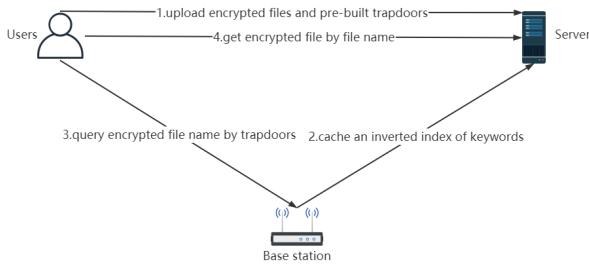 1.upload encrypted files and pre-built trapdoors
Users
Server
4.get encrypted file by file name
3.query encrypted file name by trapdoors
2.cache an inverted index of keywords
Base station